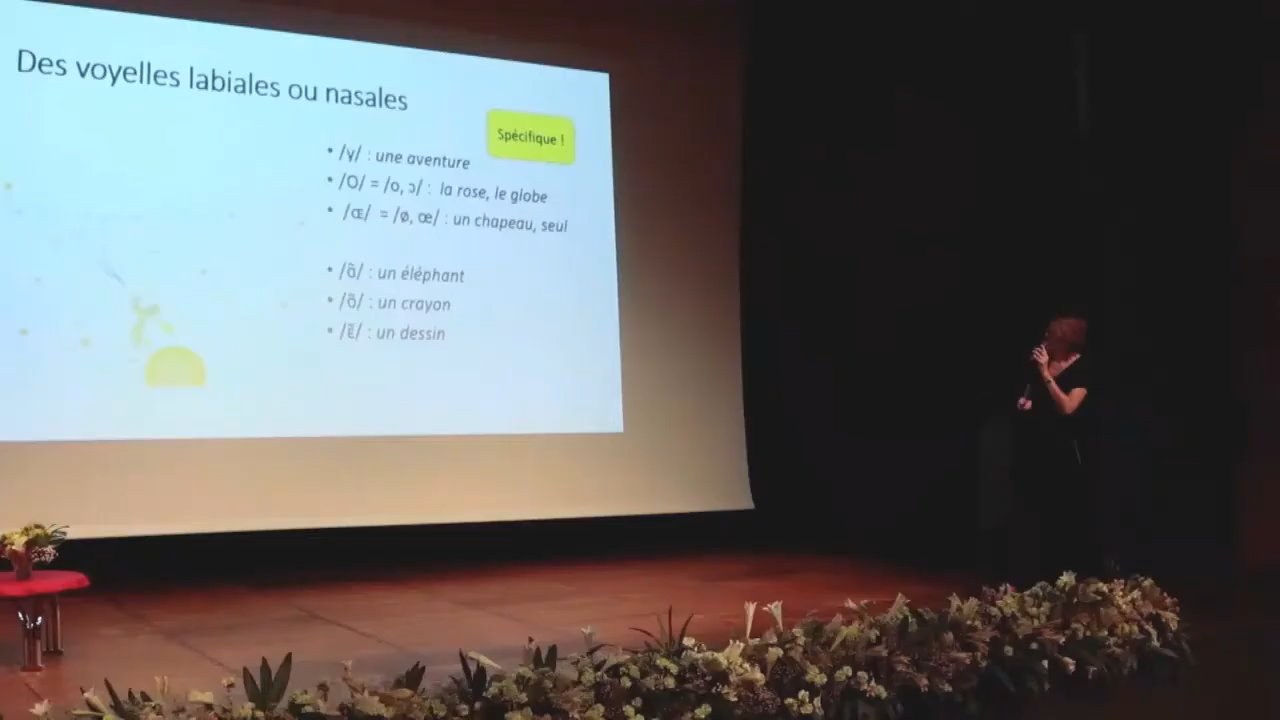 Des voyelles labiales ou nasales
Spécifique !
• /y/ : une aventure
• /O/ = /o, ɔ/ : la rose, le globe
• /Œ/ = /ø, œ/ : un chapeau, seul
• /ɑ̃/ : un éléphant
• /õ/ : un crayon
• /ɛ̃/ : un dessin